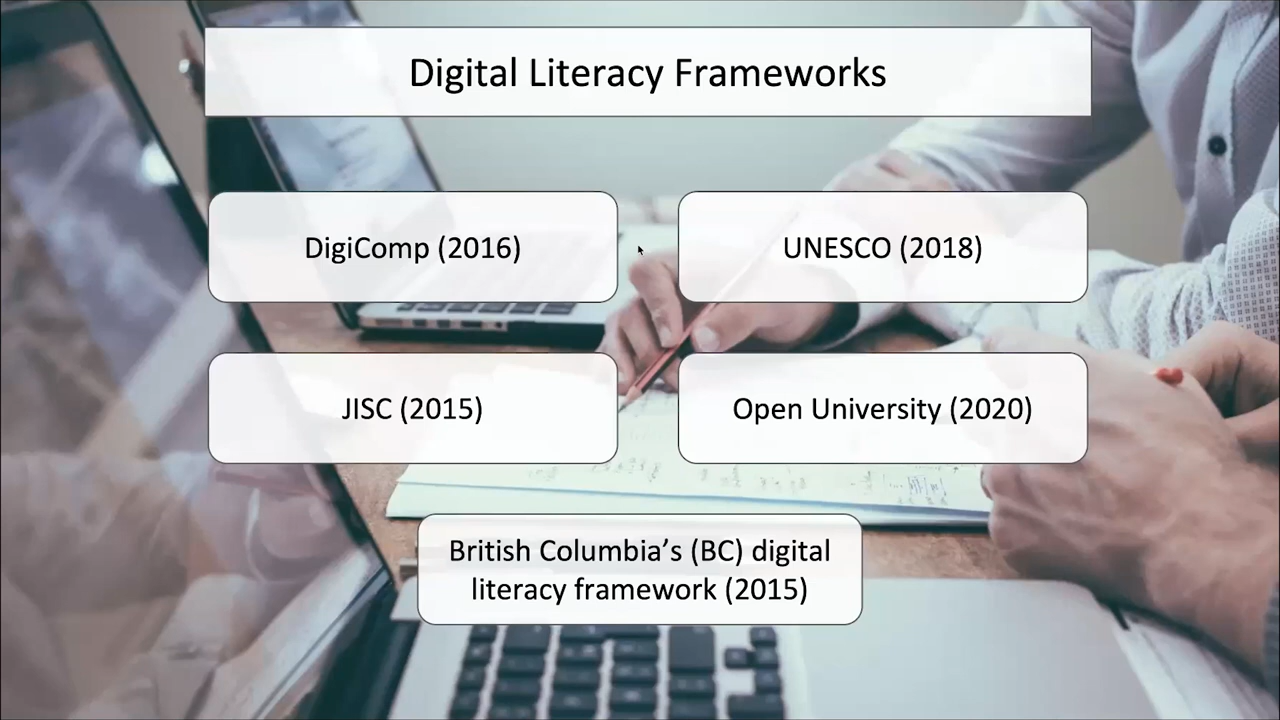 Digital Literacy Frameworks
DigiComp (2016)
UNESCO (2018)
JISC (2015)
Open University (2020)
British Columbia’s (BC) digital
literacy framework (2015)